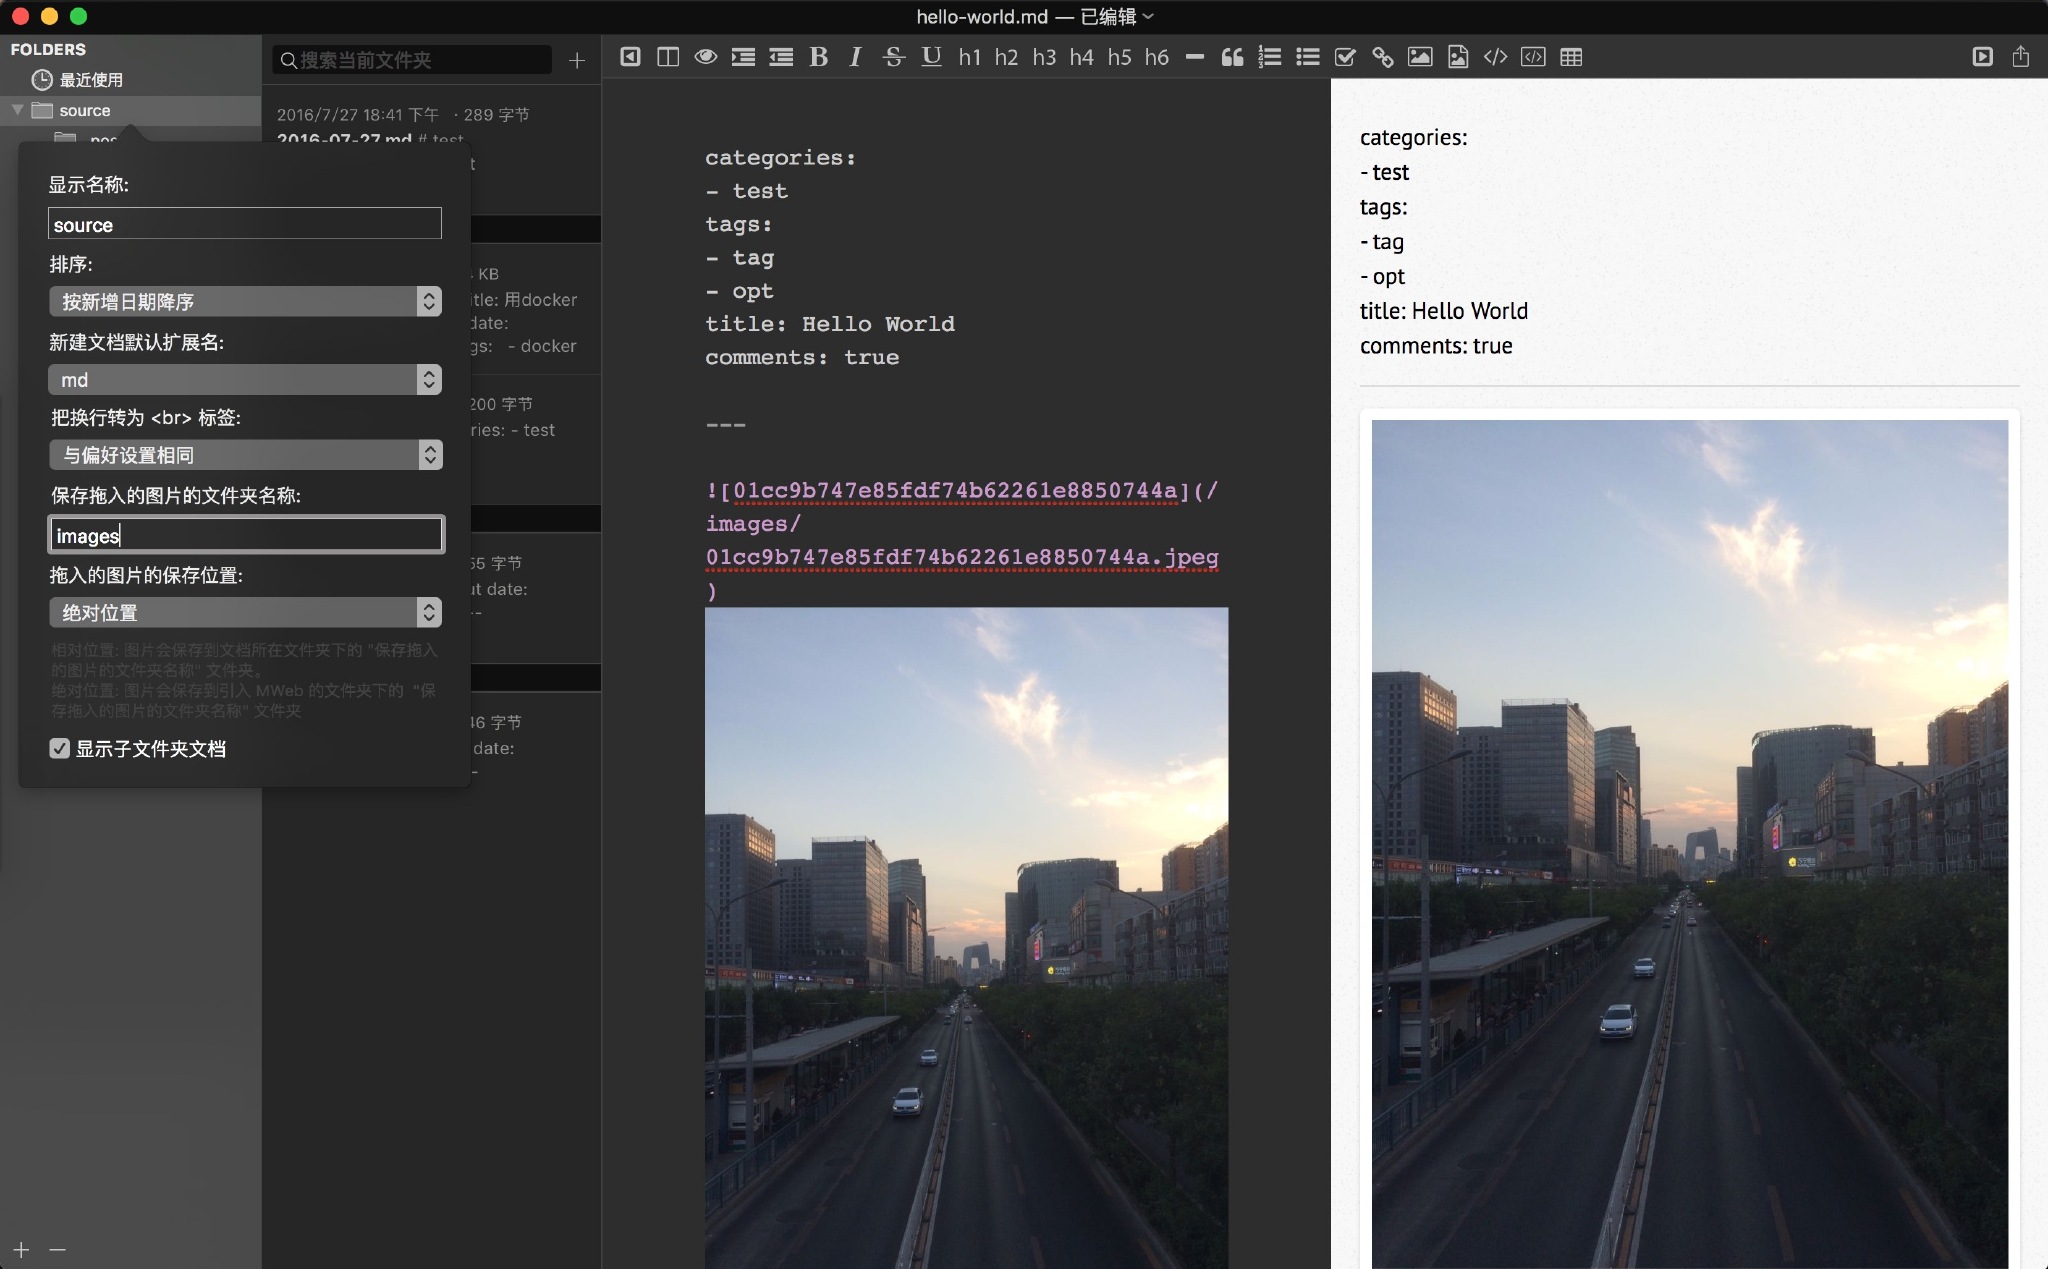 hello-world.md — 已编辑
FOLDERS
最近使用
source
搜索当前文件夹
h1 h2 h3 h4 h5 h6
2016/7/27 18:41 下午 · 289 字节
2016-07-27.md # test
显示名称:
source
排序:
按新增日期降序
新建文档默认扩展名:
md
把换行转为 <br> 标签:
与偏好设置相同
保存拖入的图片的文件夹名称:
images
拖入的图片的保存位置:
绝对位置
相对位置: 图片会保存到文档所在文件夹下的 "保存拖入
的图片的文件夹名称" 文件夹。
绝对位置: 图片会保存到引入 MWeb 的文件夹下的 "保
存拖入的图片的文件夹名称" 文件夹
显示子文件夹文档
KB
itle: 用docker
date:
gs: - docker
200 字节
ries: - test
55 字节
ut date:
--
46 字节
date:
-
categories:
- test
tags:
- tag
- opt
title: Hello World
comments: true
---
![01cc9b747e85fdf74b62261e8850744a](/
images/
01cc9b747e85fdf74b62261e8850744a.jpeg
)
categories:
- test
tags:
- tag
- opt
title: Hello World
comments: true